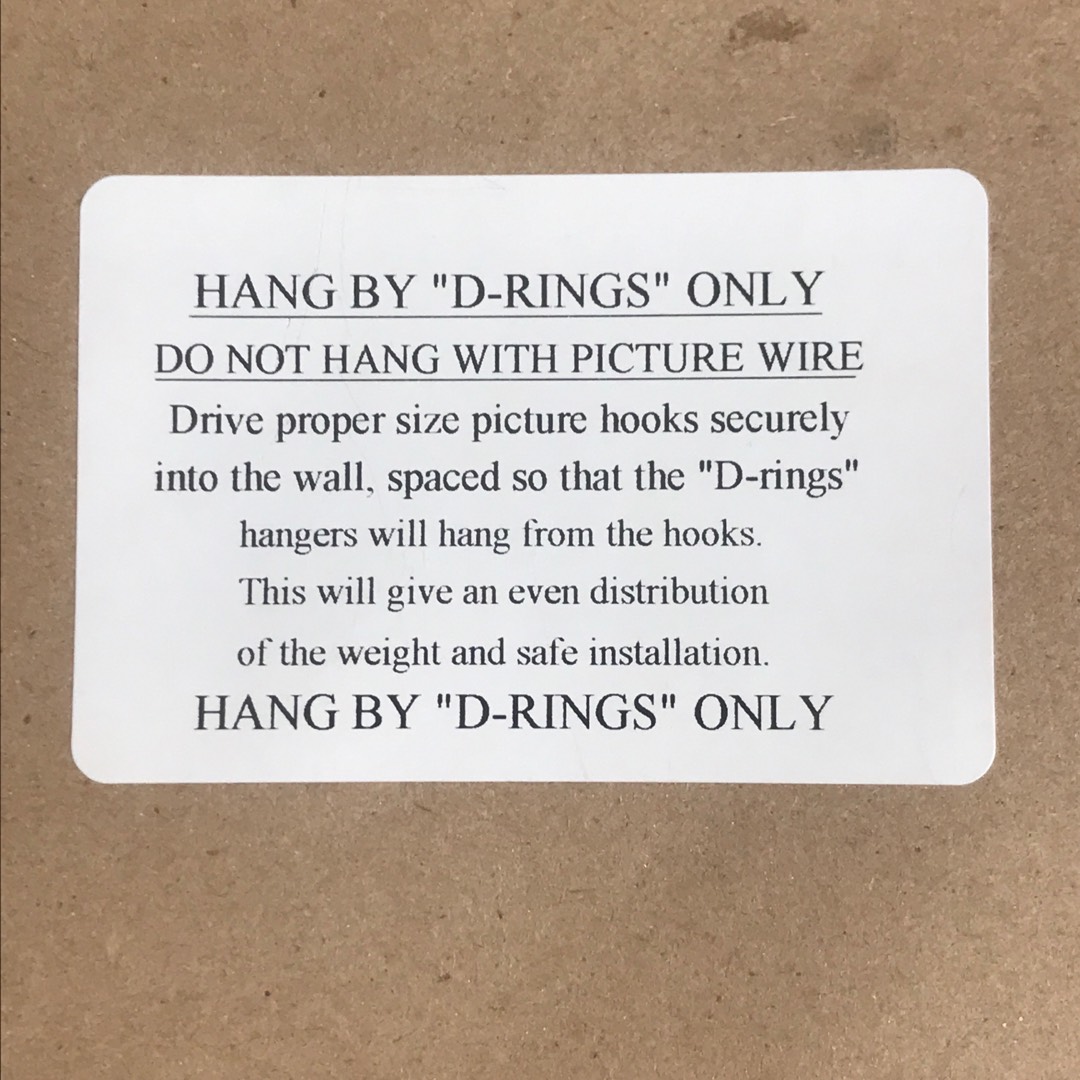 HANG BY "D-RINGS" ONLY
DO NOT HANG WITH PICTURE WIRE
Drive proper size picture hooks securely
into the wall, spaced so that the "D-rings"
hangers will hang from the hooks.
This will give an even distribution
of the weight and safe installation.
HANG BY "D-RINGS" ONLY